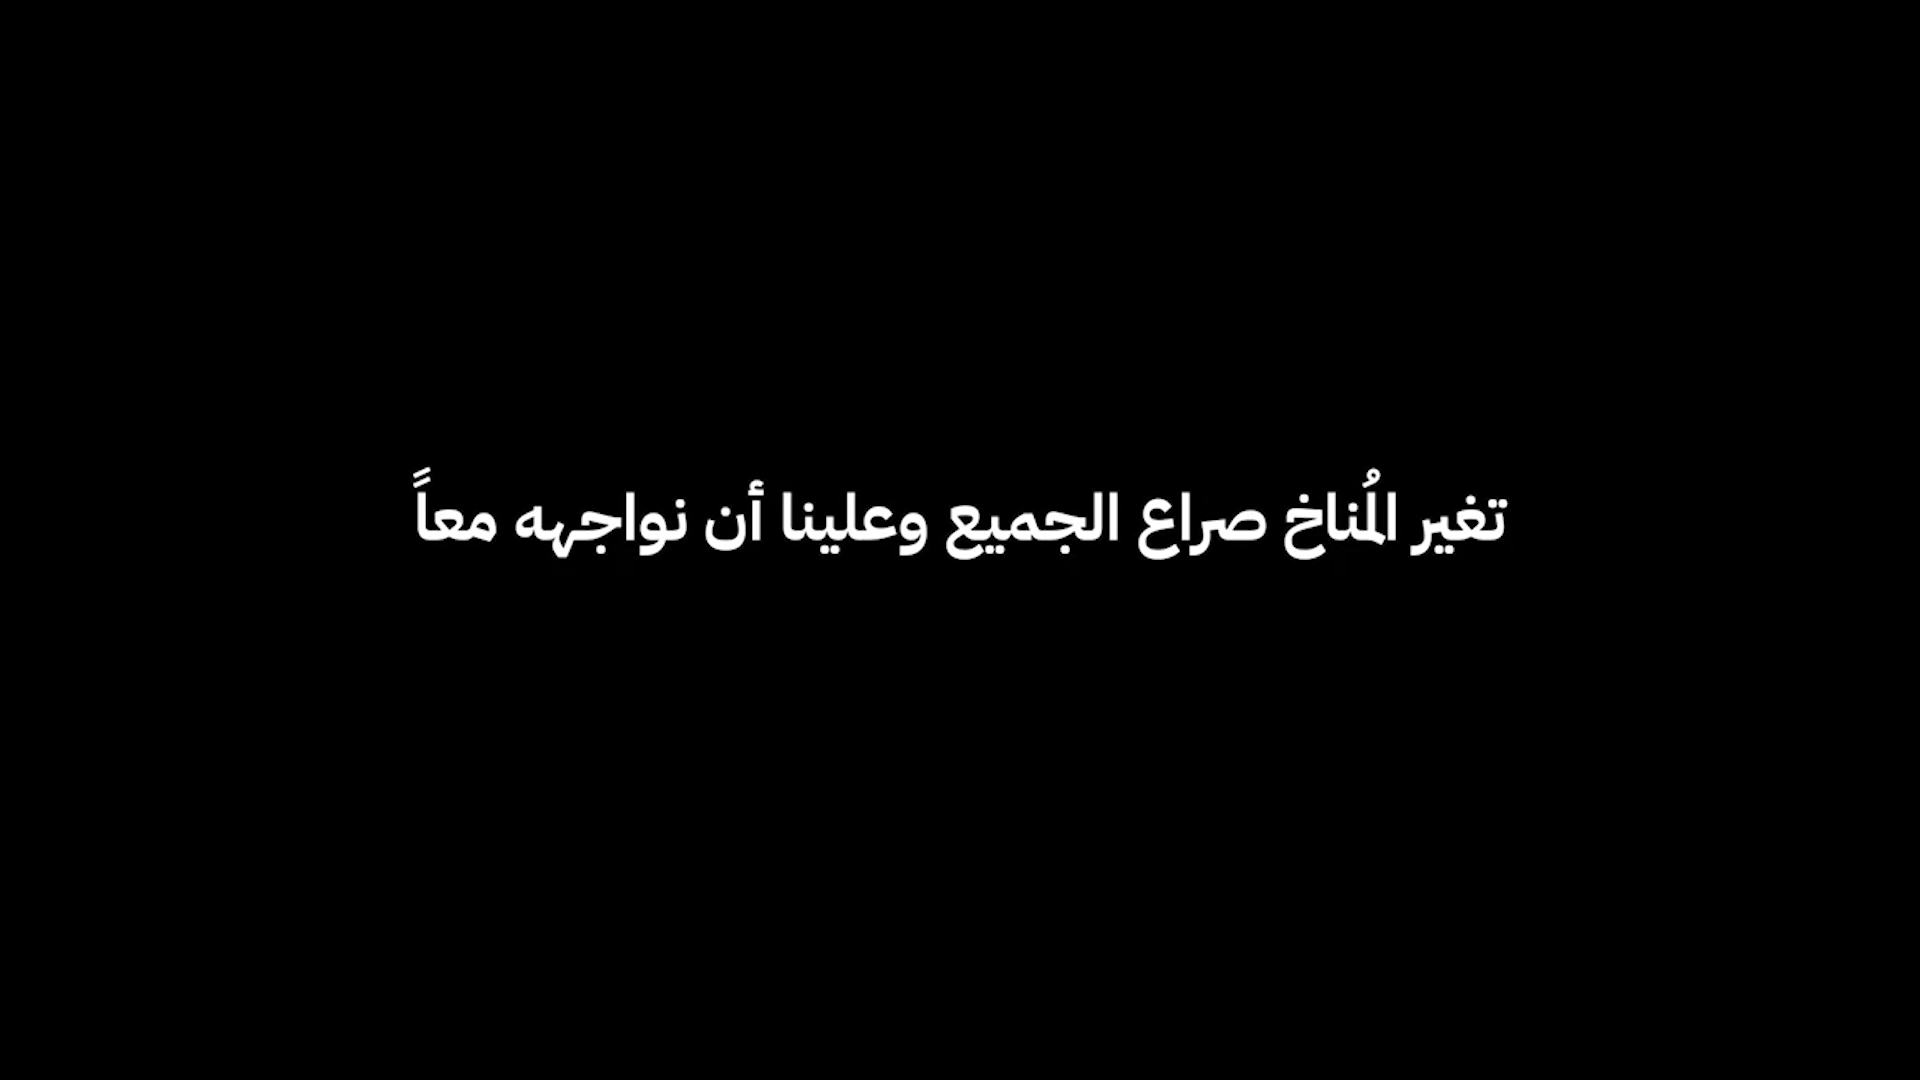 تغير المُناخ صراع الجميع وعلينا أن نواجهه معاً